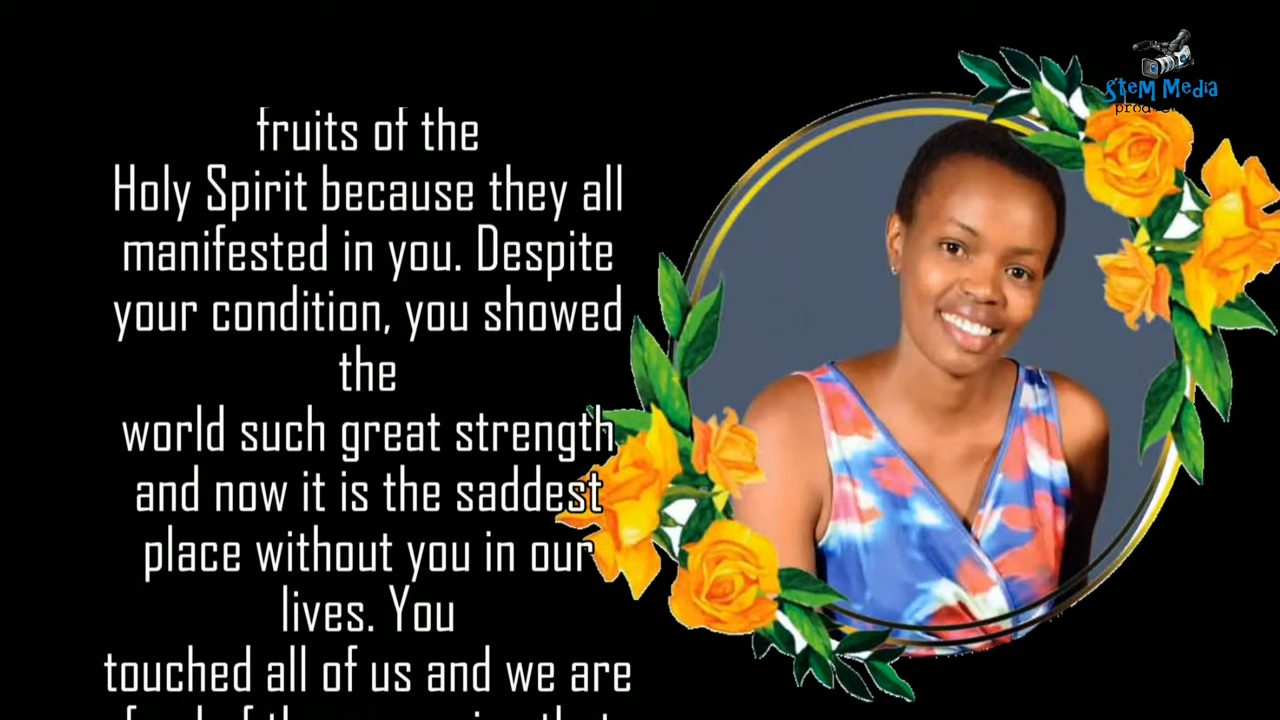 fruits of the
Holy Spirit because they all
manifested in you. Despite
your condition, you showed
the
world such great strength
and now it is the saddest
place without you in our
lives. You
touched all of us and we are
SteM Media